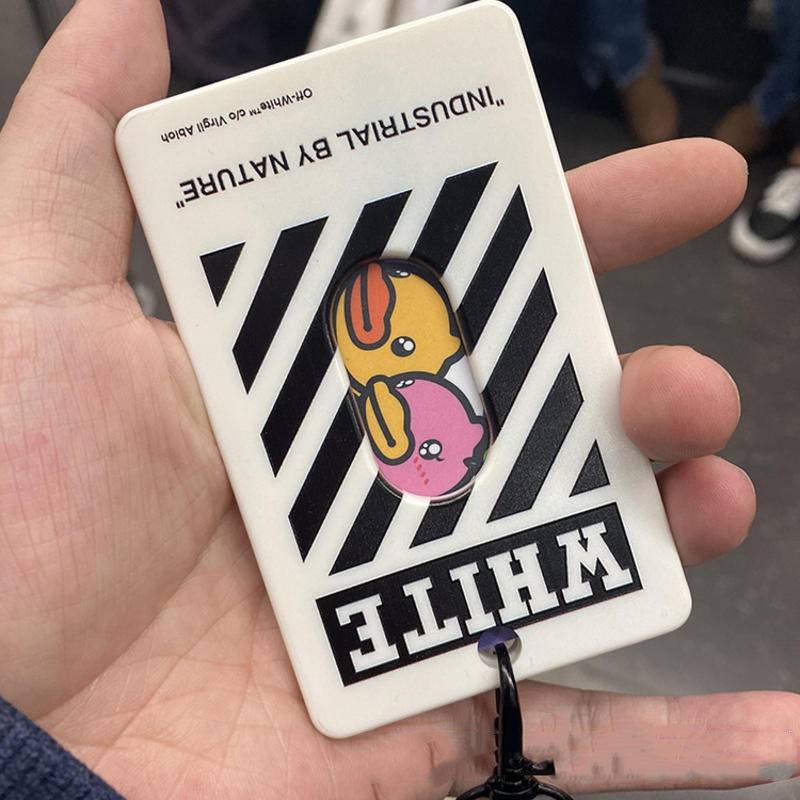 WHITE
"INDUSTRIAL BY NATURE"
Off-White™ c/o Virgil Abloh